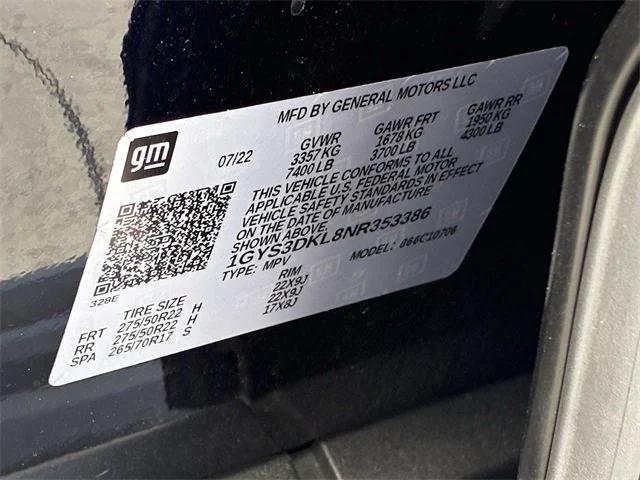 MFD BY GENERAL MOTORS LLC
gm
07/22
GVWR GAWR FRT GAWR RR
3357 KG 1678 KG 1950 KG
7400 LB 3700 LB 4300 LB
THIS VEHICLE CONFORMS TO ALL
APPLICABLE U.S. FEDERAL MOTOR
VEHICLE SAFETY STANDARDS IN EFFECT
ON THE DATE OF MANUFACTURE
SHOWN ABOVE.
1GYS3DKL8NR353386
TYPE: MPV MODEL: 866C10706
328E
TIRE SIZE RIM
FRT 275/50R22 H 22X9J
RR 275/50R22 H 22X9J
SPA 265/70R17 S 17X8J